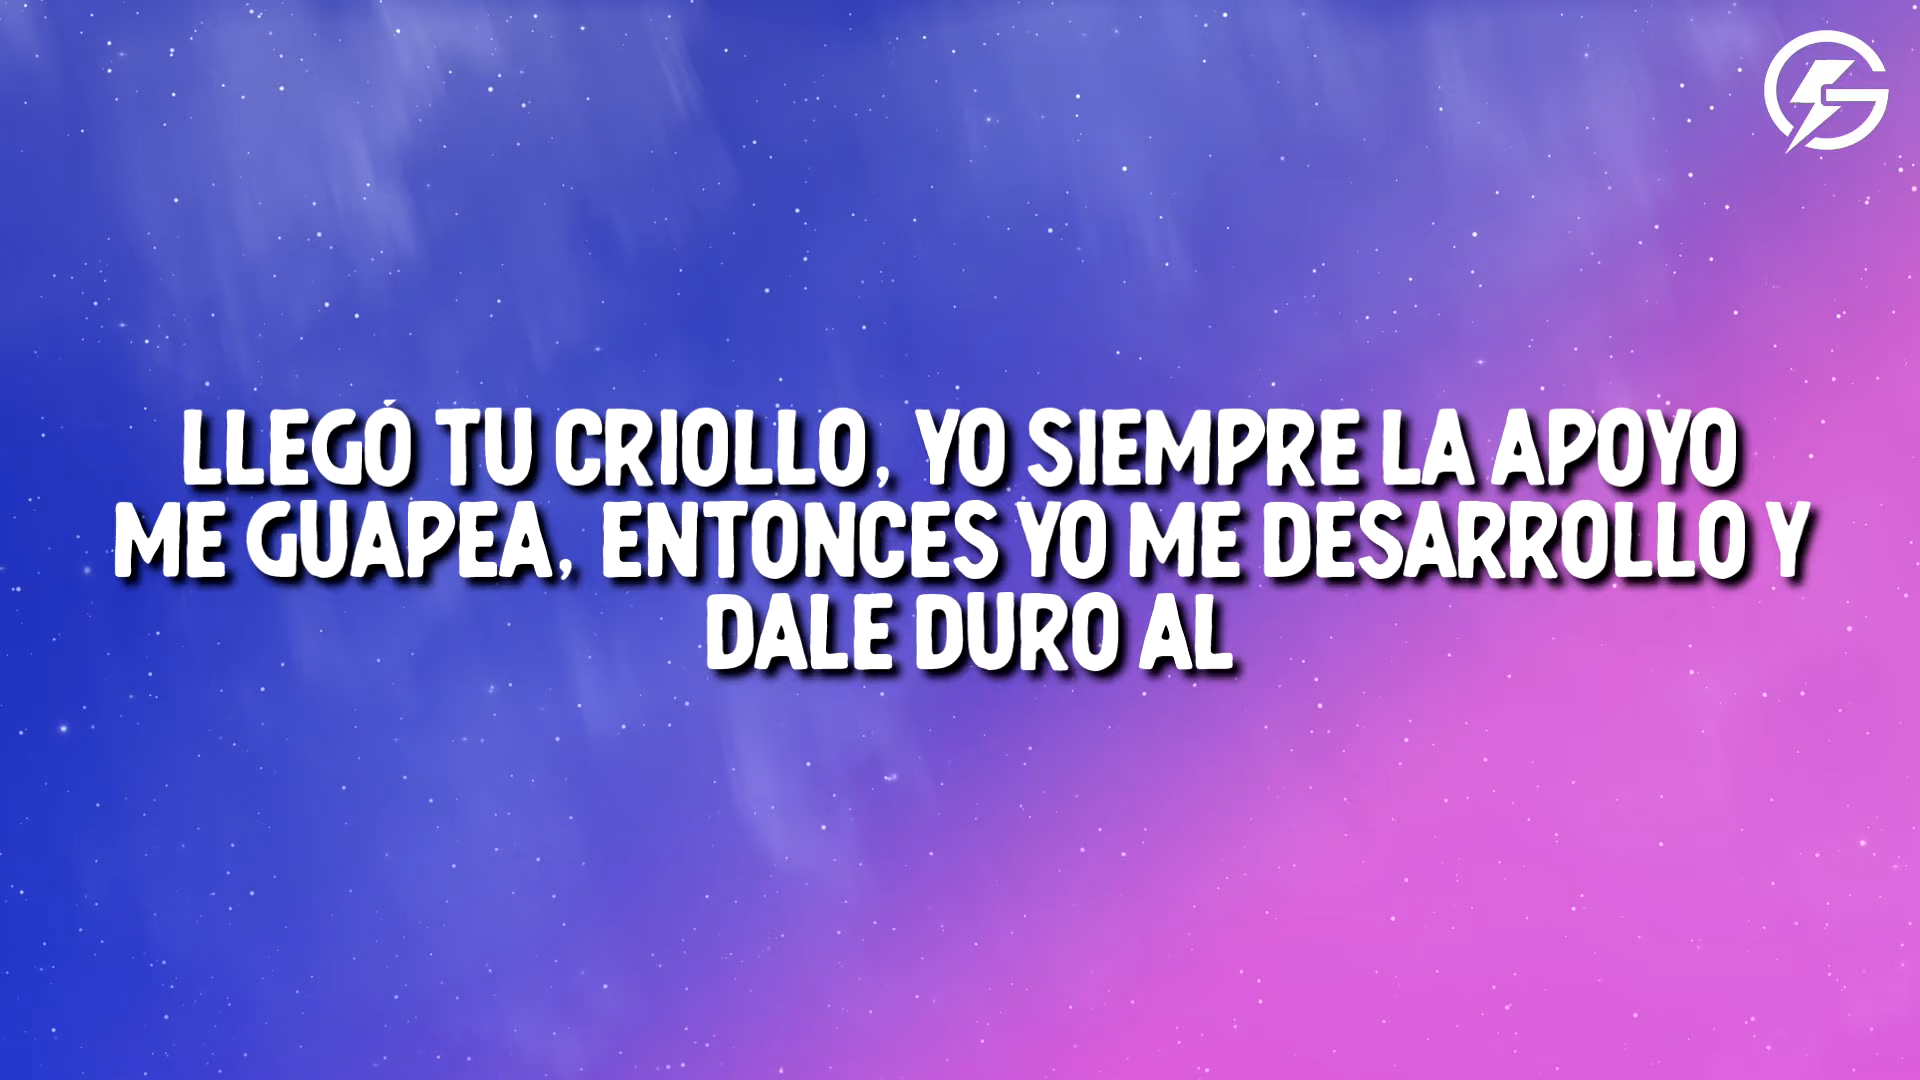 LLEGÓ TU CRIOLLO, YO SIEMPRE LA APOYO
ME GUAPEA, ENTONCES YO ME DESARROLLO Y
DALE DURO AL